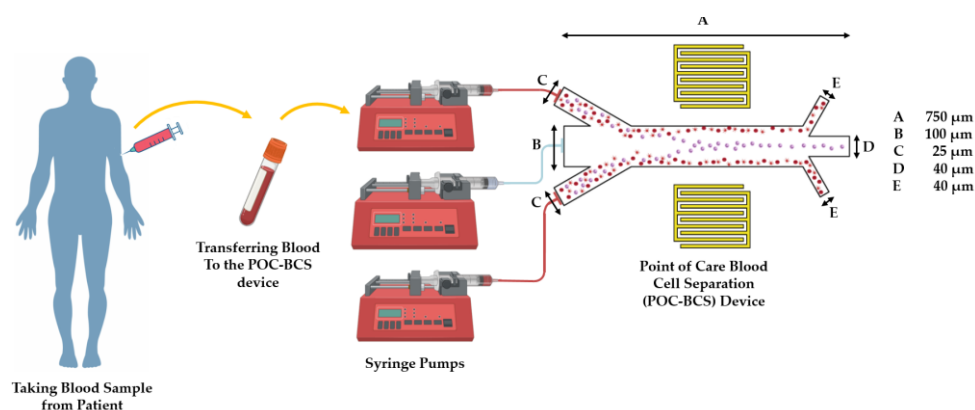 A
C
B
C
E
D
E
A 750 μm
B 100 μm
C 25 μm
D 40 μm
E 40 μm
Transferring Blood
To the POC-BCS
device
Point of Care Blood
Cell Separation
(POC-BCS) Device
Syringe Pumps
Taking Blood Sample
from Patient